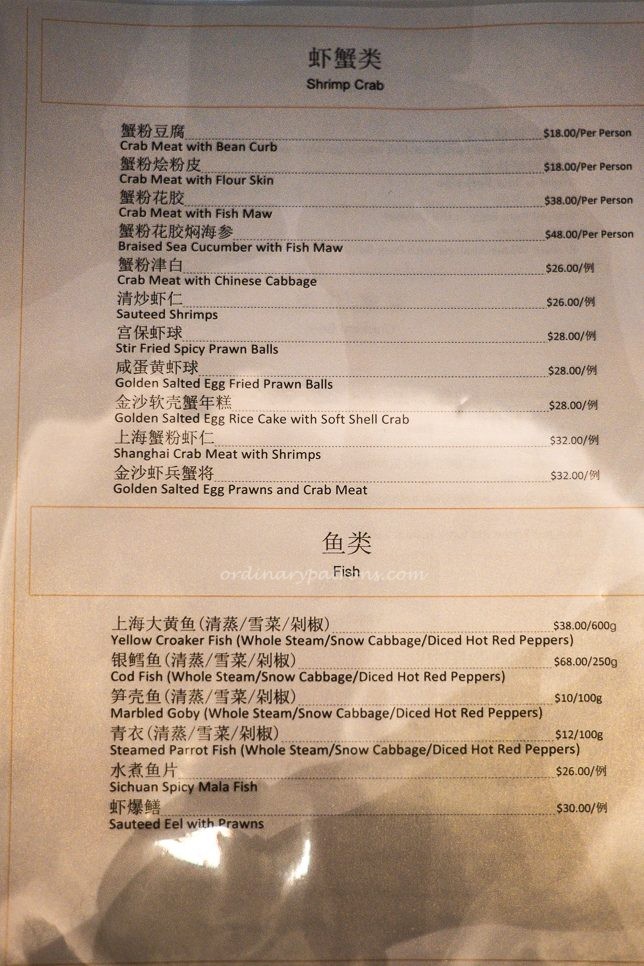 虾蟹类
Shrimp Crab
蟹粉豆腐 $18.00/Per Person
Crab Meat with Bean Curb
蟹粉烩粉皮 $18.00/Per Person
Crab Meat with Flour Skin
蟹粉花胶 $38.00/Per Person
Crab Meat with Fish Maw
蟹粉花胶焖海参 $48.00/Per Person
Braised Sea Cucumber with Fish Maw
蟹粉津白 $26.00/例
Crab Meat with Chinese Cabbage
清炒虾仁 $26.00/例
Sauteed Shrimps
宫保虾球 $28.00/例
Stir Fried Spicy Prawn Balls
咸蛋黄虾球 $28.00/例
Golden Salted Egg Fried Prawn Balls
金沙软壳蟹年糕 $28.00/例
Golden Salted Egg Rice Cake with Soft Shell Crab
上海蟹粉虾仁 $32.00/例
Shanghai Crab Meat with Shrimps
金沙虾兵蟹将 $32.00/例
Golden Salted Egg Prawns and Crab Meat
鱼类
Fish
ordinarypatrons.com
上海大黄鱼(清蒸/雪菜/剁椒) $38.00/600g
Yellow Croaker Fish (Whole Steam/Snow Cabbage/Diced Hot Red Peppers)
银鳕鱼(清蒸/雪菜/剁椒) $68.00/250g
Cod Fish (Whole Steam/Snow Cabbage/Diced Hot Red Peppers)
笋壳鱼(清蒸/雪菜/剁椒) $10/100g
Marbled Goby (Whole Steam/Snow Cabbage/Diced Hot Red Peppers)
青衣(清蒸/雪菜/剁椒) $12/100g
Steamed Parrot Fish (Whole Steam/Snow Cabbage/Diced Hot Red Peppers)
水煮鱼片 $26.00/例
Sichuan Spicy Mala Fish
虾爆鳝 $30.00/例
Sauteed Eel with Prawns